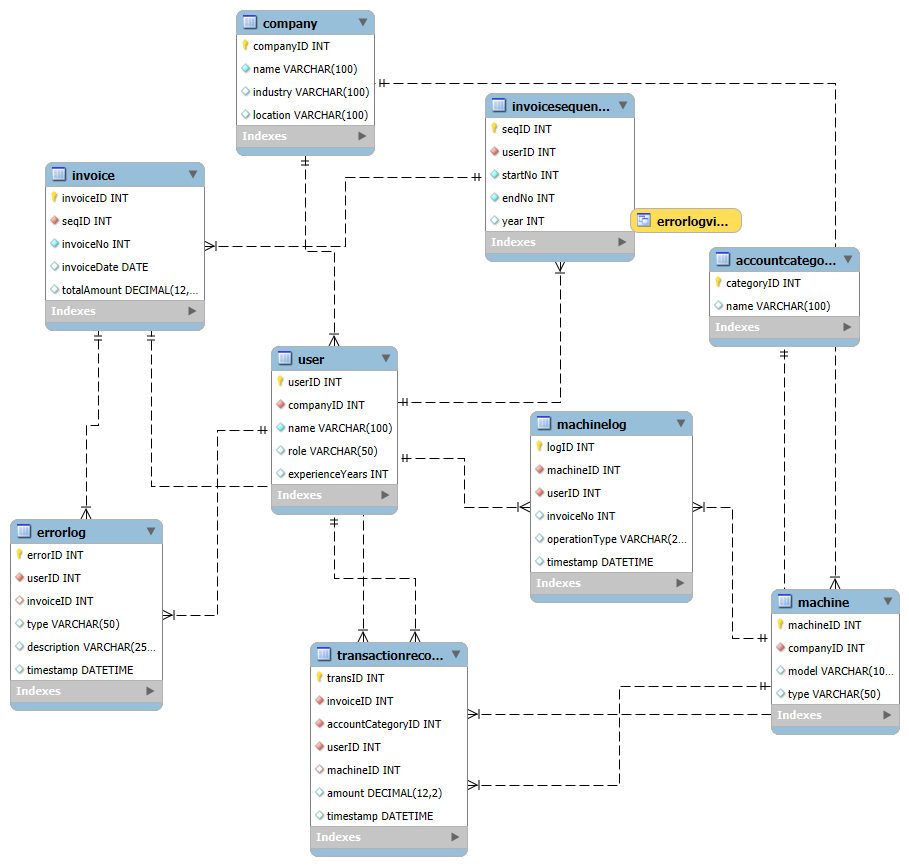 company
companyID INT
name VARCHAR(100)
industry VARCHAR(100)
location VARCHAR(100)
Indexes
invoicesequen...
seqID INT
userID INT
startNo INT
endNo INT
year INT
Indexes
errorlogvi...
invoice
invoiceID INT
seqID INT
invoiceNo INT
invoiceDate DATE
totalAmount DECIMAL(12,...
Indexes
accountcatego...
categoryID INT
name VARCHAR(100)
Indexes
user
userID INT
companyID INT
name VARCHAR(100)
role VARCHAR(50)
experienceYears INT
Indexes
machinelog
logID INT
machineID INT
userID INT
invoiceNo INT
operationType VARCHAR(2...
timestamp DATETIME
Indexes
errorlog
errorID INT
userID INT
invoiceID INT
type VARCHAR(50)
description VARCHAR(25...
timestamp DATETIME
Indexes
machine
machineID INT
companyID INT
model VARCHAR(10...
type VARCHAR(50)
Indexes
transactionreco...
transID INT
invoiceID INT
accountCategoryID INT
userID INT
machineID INT
amount DECIMAL(12,2)
timestamp DATETIME
Indexes